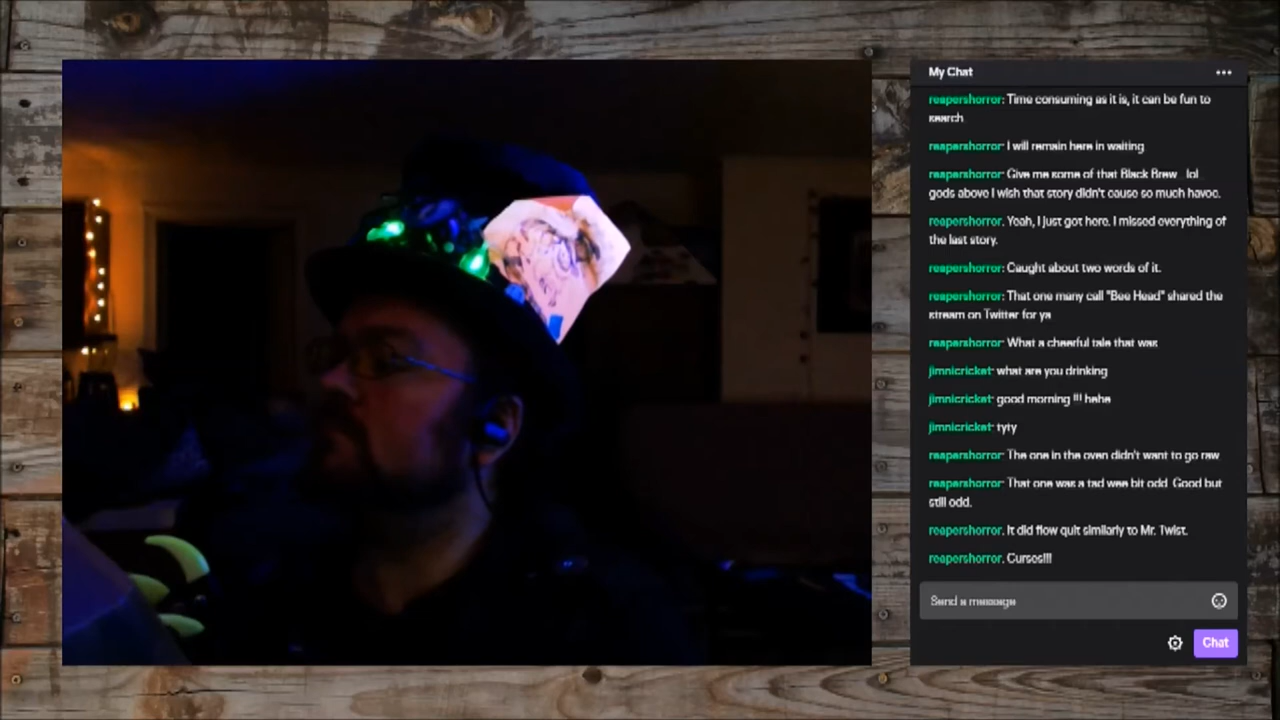 My Chat
reapershorror: Time consuming as it is, it can be fun to
search
reapershorror: I will remain here in waiting
reapershorror: Give me some of that Black Brew lol
gods above I wish that story didn't cause so much havoc.
reapershorror: Yeah, I just got here. I missed everything of
the last story.
reapershorror: Caught about two words of it.
reapershorror: That one many call "Bee Head" shared the
stream on Twitter for ya
reapershorror: What a cheerful tale that was
jimnicricket: what are you drinking
jimnicricket: good morning !!! hehe
jimnicricket: tyty
reapershorror: The one in the oven didn't want to go raw
reapershorror: That one was a tad wee bit odd. Good but
still odd.
reapershorror: It did flow quit similarly to Mr. Twist.
reapershorror: Curses!!!
Send a message
Chat